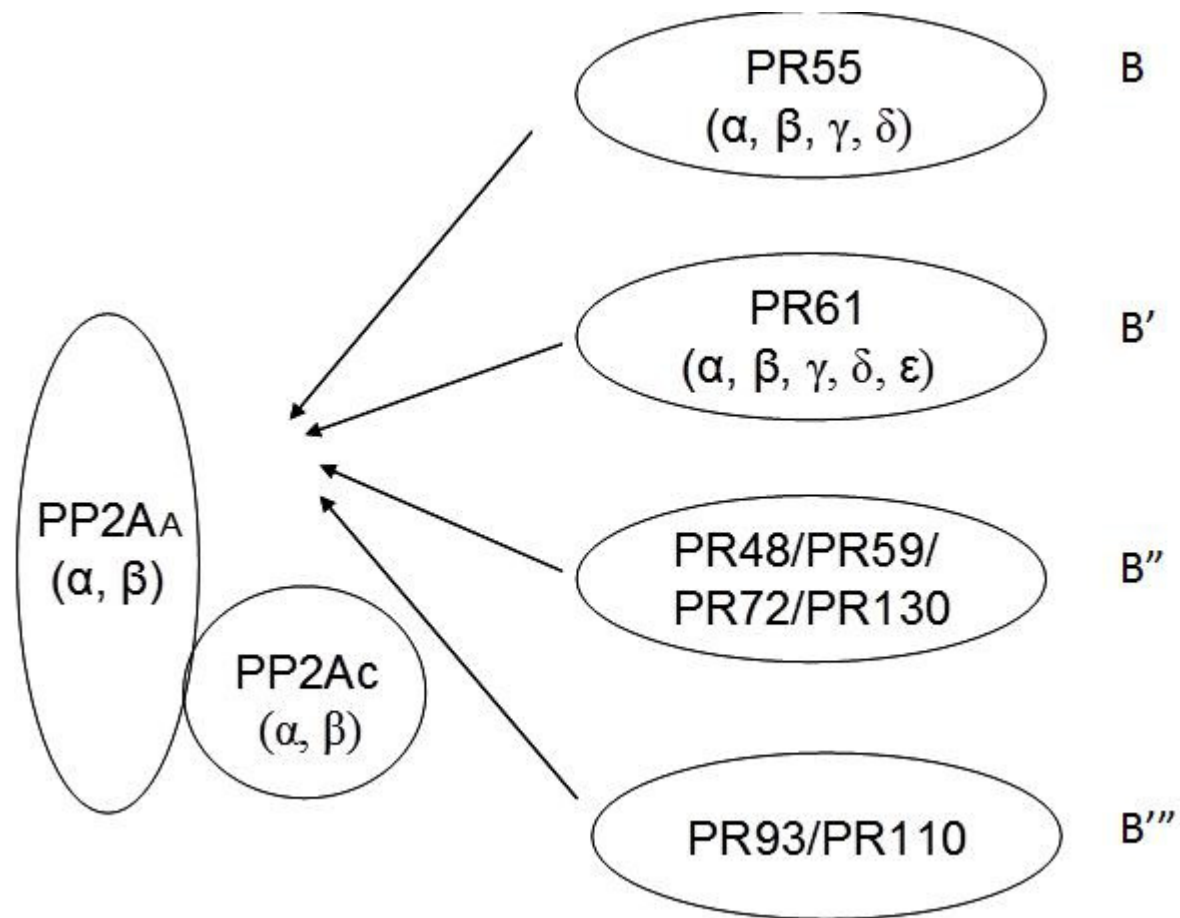 PR55
(α, β, γ, δ)
B
PR61
(α, β, γ, δ, ε)
B’
PP2AA
(α, β)
PR48/PR59/
PR72/PR130
B”
PP2Ac
(α, β)
PR93/PR110
B’”